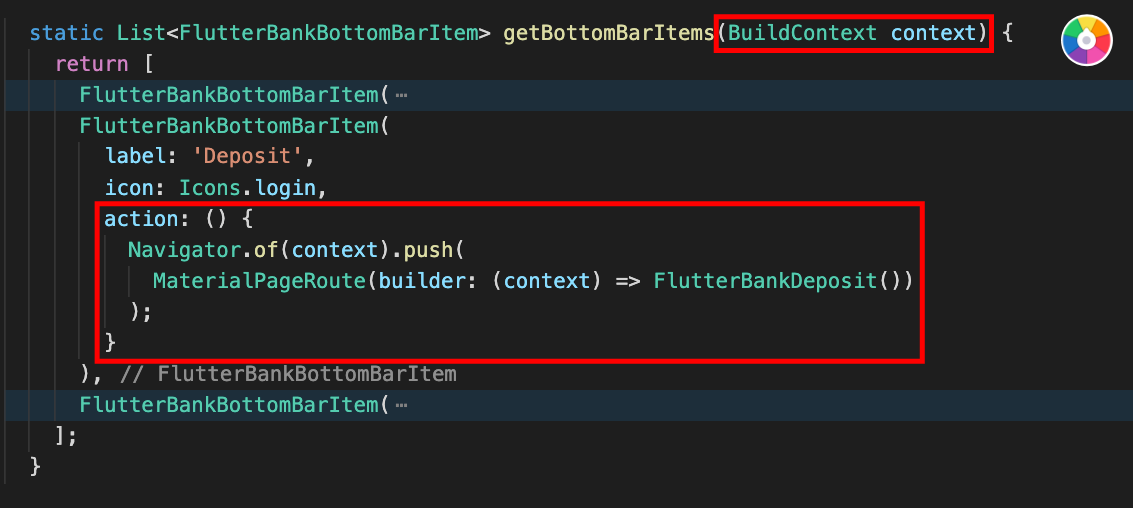 static List<FlutterBankBottomBarItem> getBottomBarItems(BuildContext context) {
return [
FlutterBankBottomBarItem( ⋯
FlutterBankBottomBarItem(
label: 'Deposit',
icon: Icons.login,
action: () {
Navigator.of(context).push(
MaterialPageRoute(builder: (context) => FlutterBankDeposit())
);
}
), // FlutterBankBottomBarItem
FlutterBankBottomBarItem( ⋯
];
}